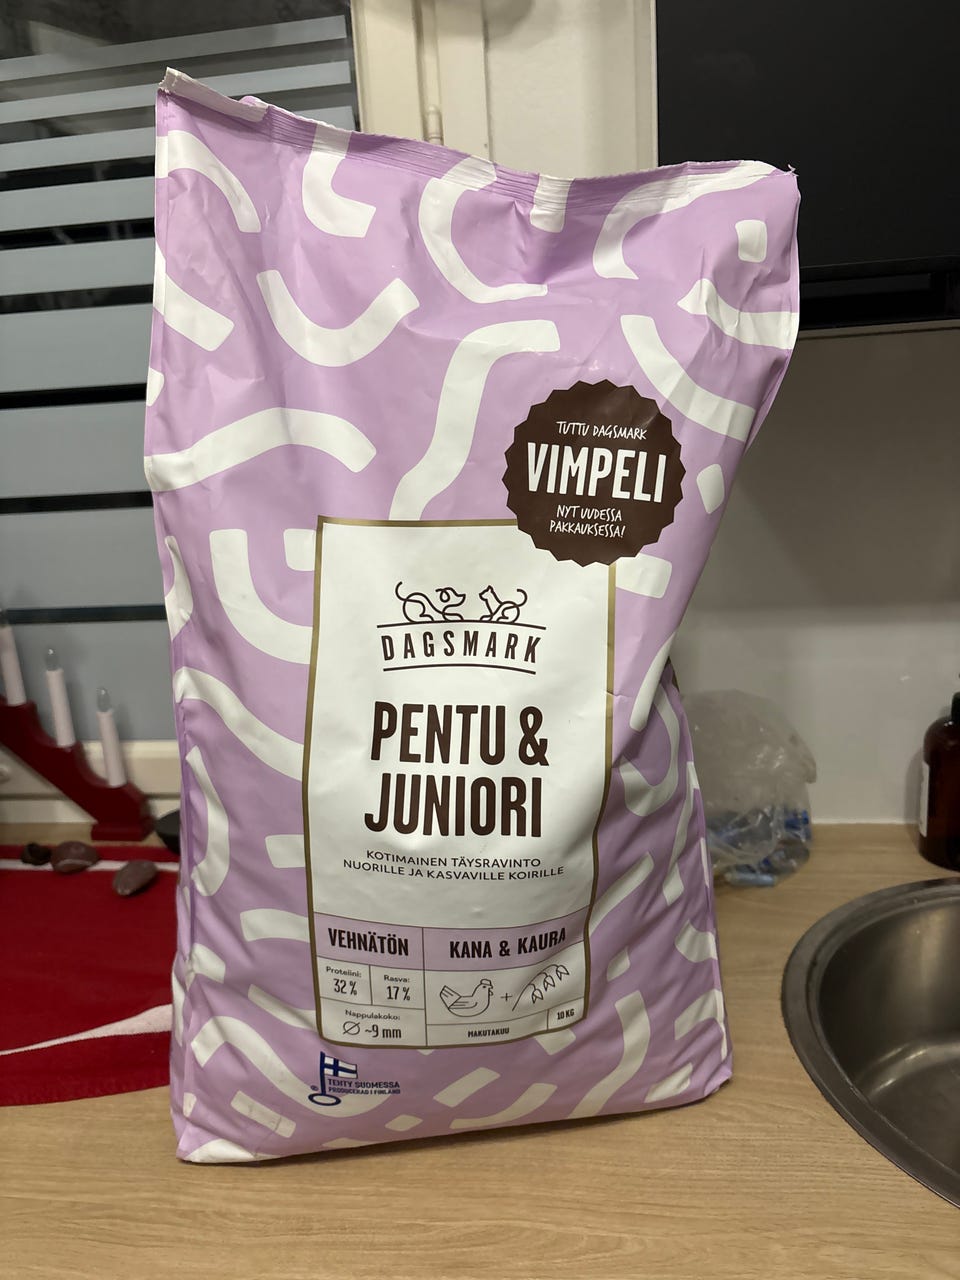 TUTTU DAGSMARK
VIMPELI
NYT UUDESSA
PAKKAUKSESSA!
DAGSMARK
PENTU &
JUNIORI
KOTIMAINEN TÄYSRAVINTO
NUORILLE JA KASVAVILLE KOIRILLE
VEHNÄTÖN
KANA & KAURA
Proteiini:
32 %
Rasva:
17 %
Nappulakoko:
Ø ~9 mm
+
MAKUTAKUU
10 KG
® TEHTY SUOMESSA
PRODUCERAD I FINLAND